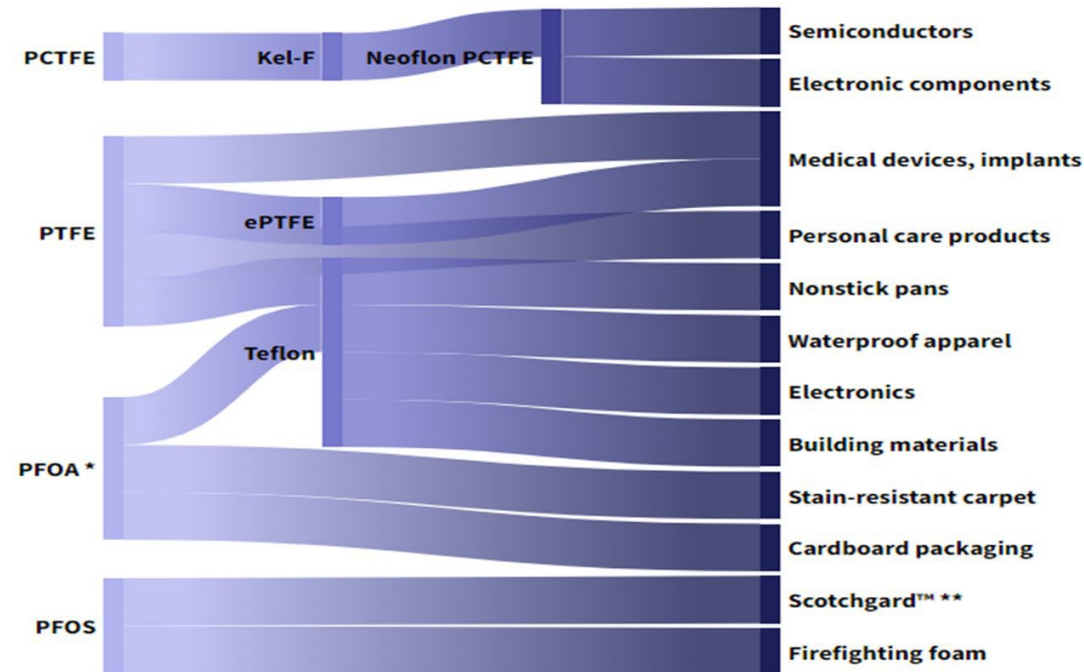 PCTFE
Kel-F
Neoflon PCTFE
Semiconductors
Electronic components
Medical devices, implants
PTFE
ePTFE
Personal care products
Nonstick pans
Waterproof apparel
Teflon
Electronics
Building materials
PFOA *
Stain-resistant carpet
Cardboard packaging
Scotchgard™ **
PFOS
Firefighting foam